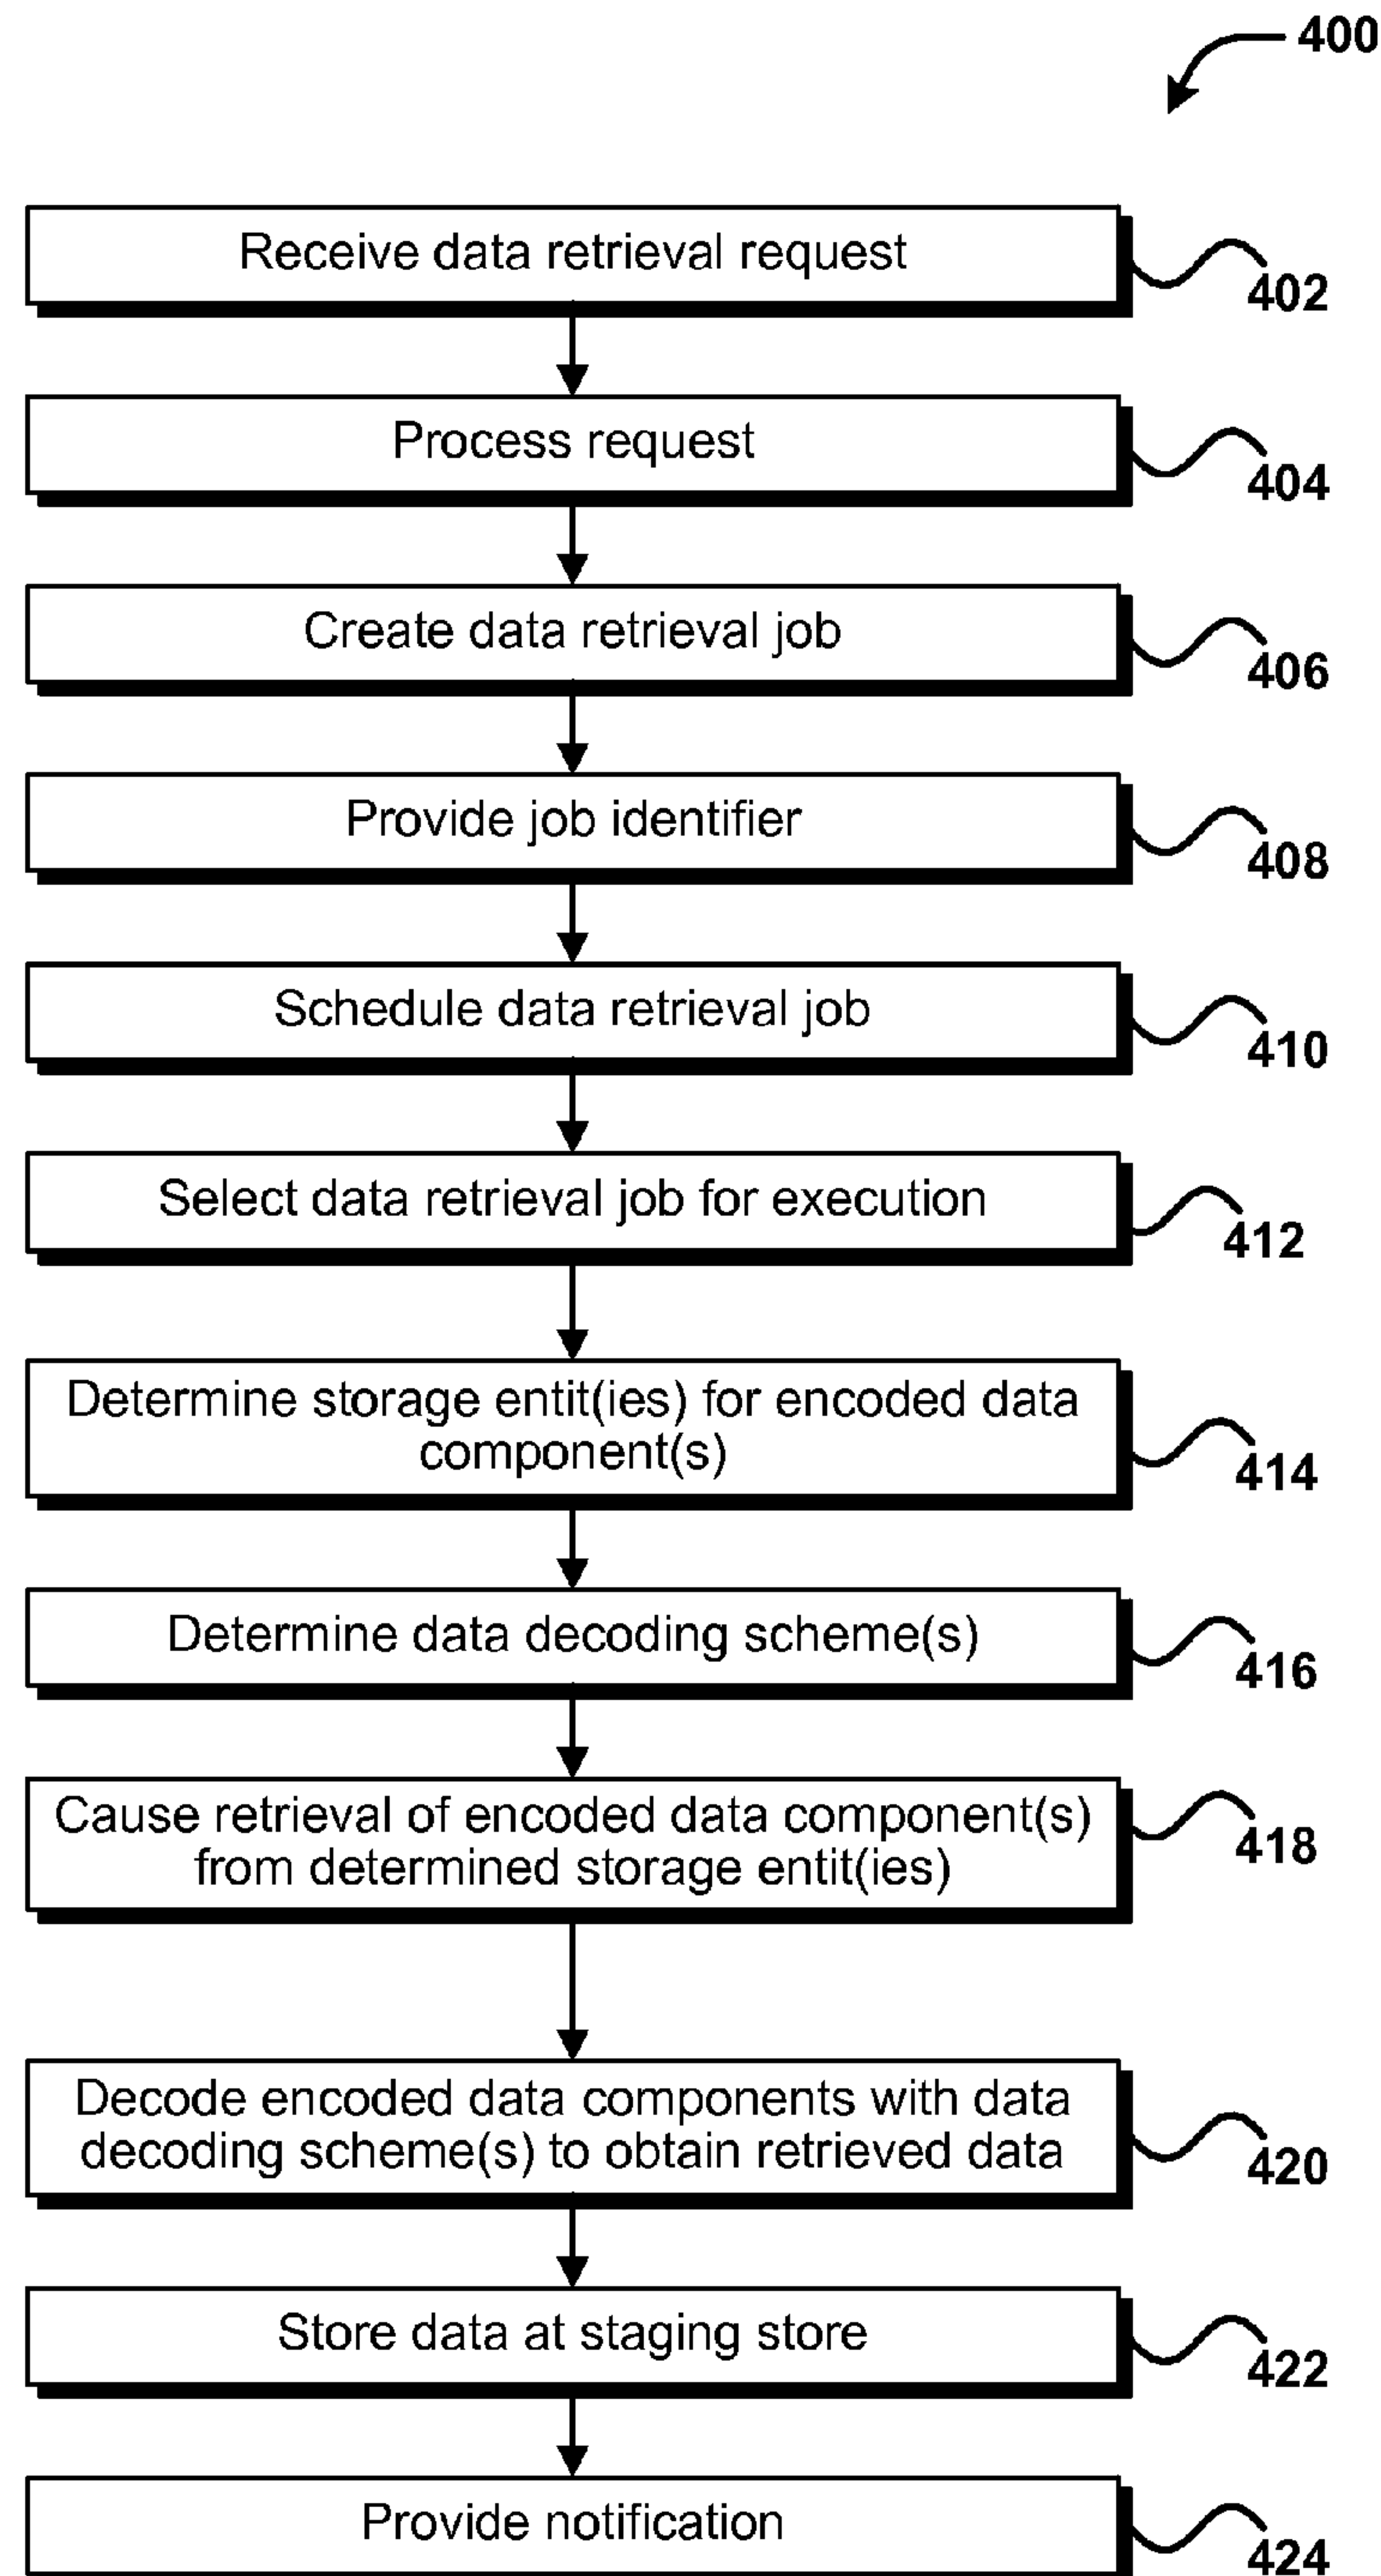 400
Receive data retrieval request
402
Process request
404
Create data retrieval job
406
Provide job identifier
408
Schedule data retrieval job
410
Select data retrieval job for execution
412
Determine storage entit(ies) for encoded data
component(s)
414
Determine data decoding scheme(s)
416
Cause retrieval of encoded data component(s)
from determined storage entit(ies)
418
Decode encoded data components with data
decoding scheme(s) to obtain retrieved data
420
Store data at staging store
422
Provide notification
424